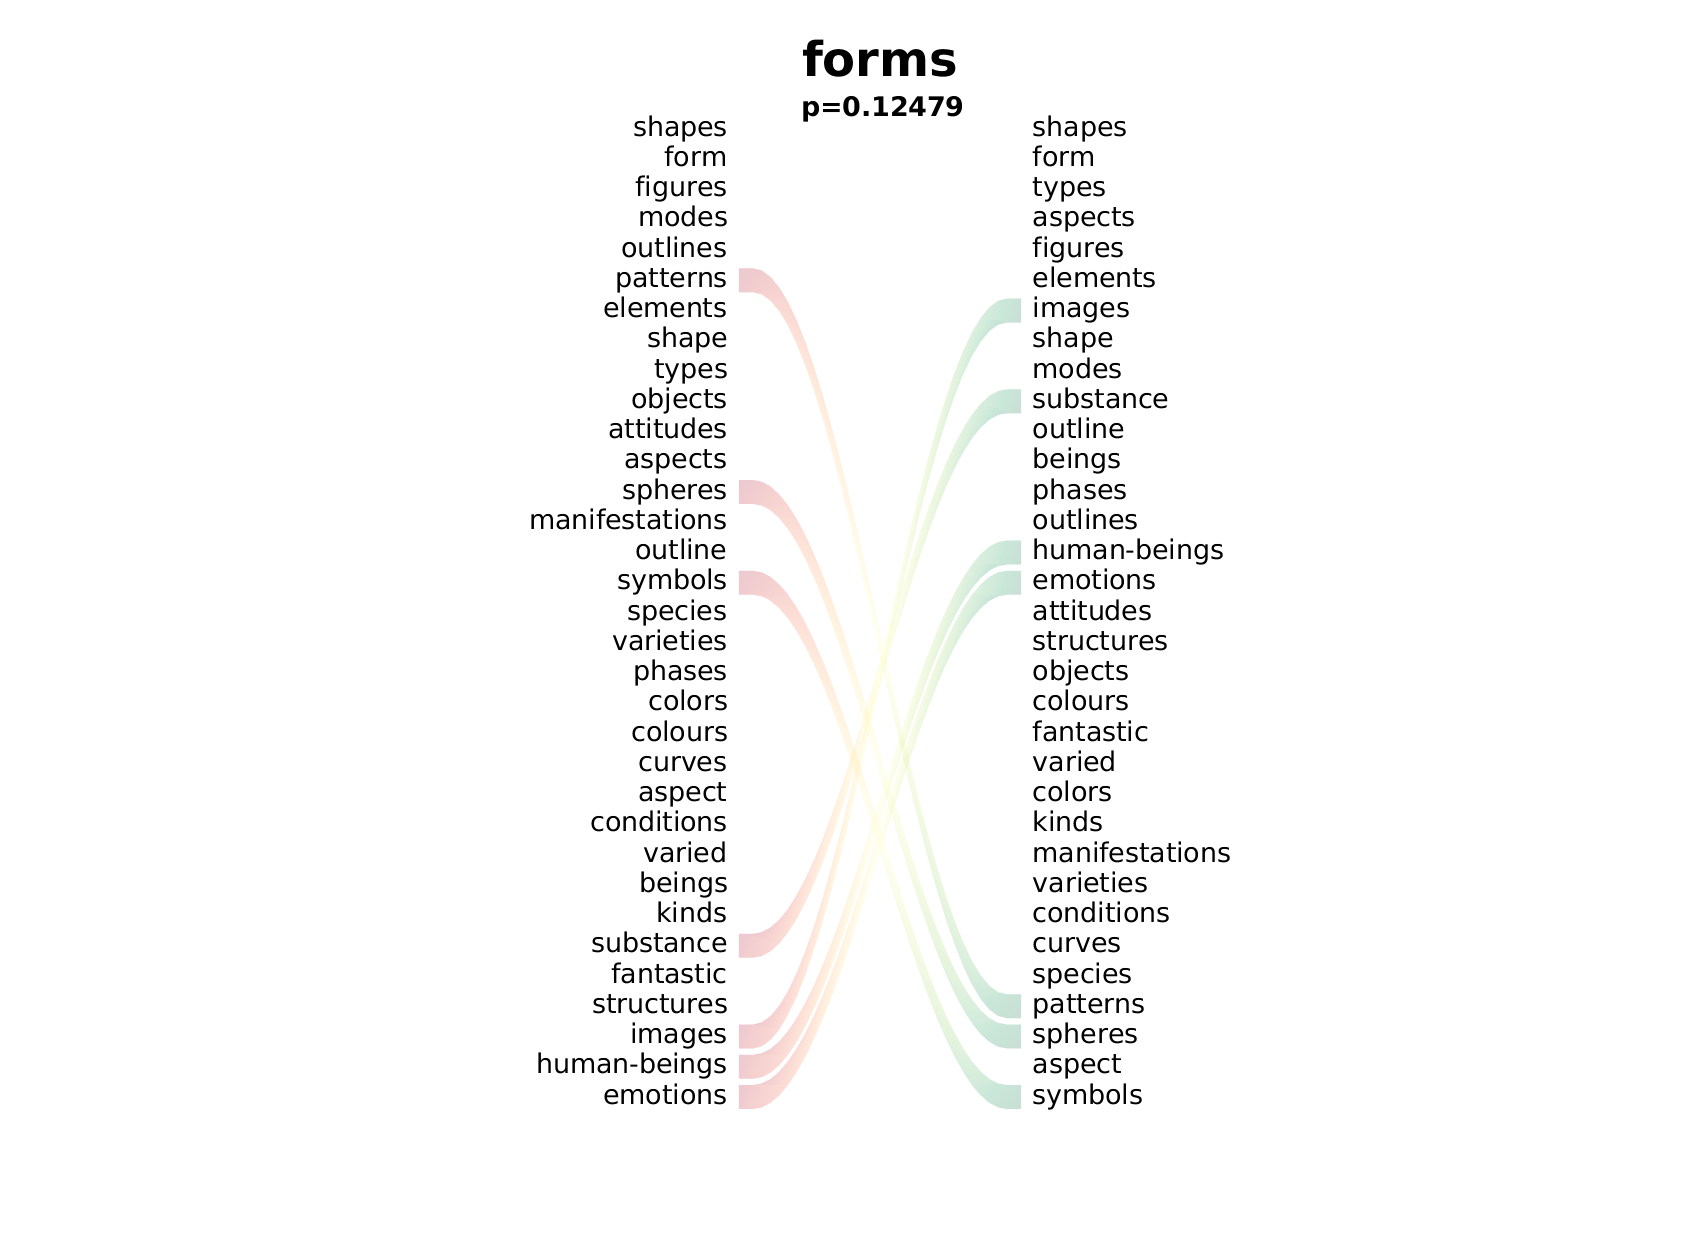 forms
p=0.12479
shapes shapes
form form
figures types
modes aspects
outlines figures
patterns elements
elements images
shape shape
types modes
objects substance
attitudes outline
aspects beings
spheres phases
manifestations outlines
outline human-beings
symbols emotions
species attitudes
varieties structures
phases objects
colors colours
colours fantastic
curves varied
aspect colors
conditions kinds
varied manifestations
beings varieties
kinds conditions
substance curves
fantastic species
structures patterns
images spheres
human-beings aspect
emotions symbols